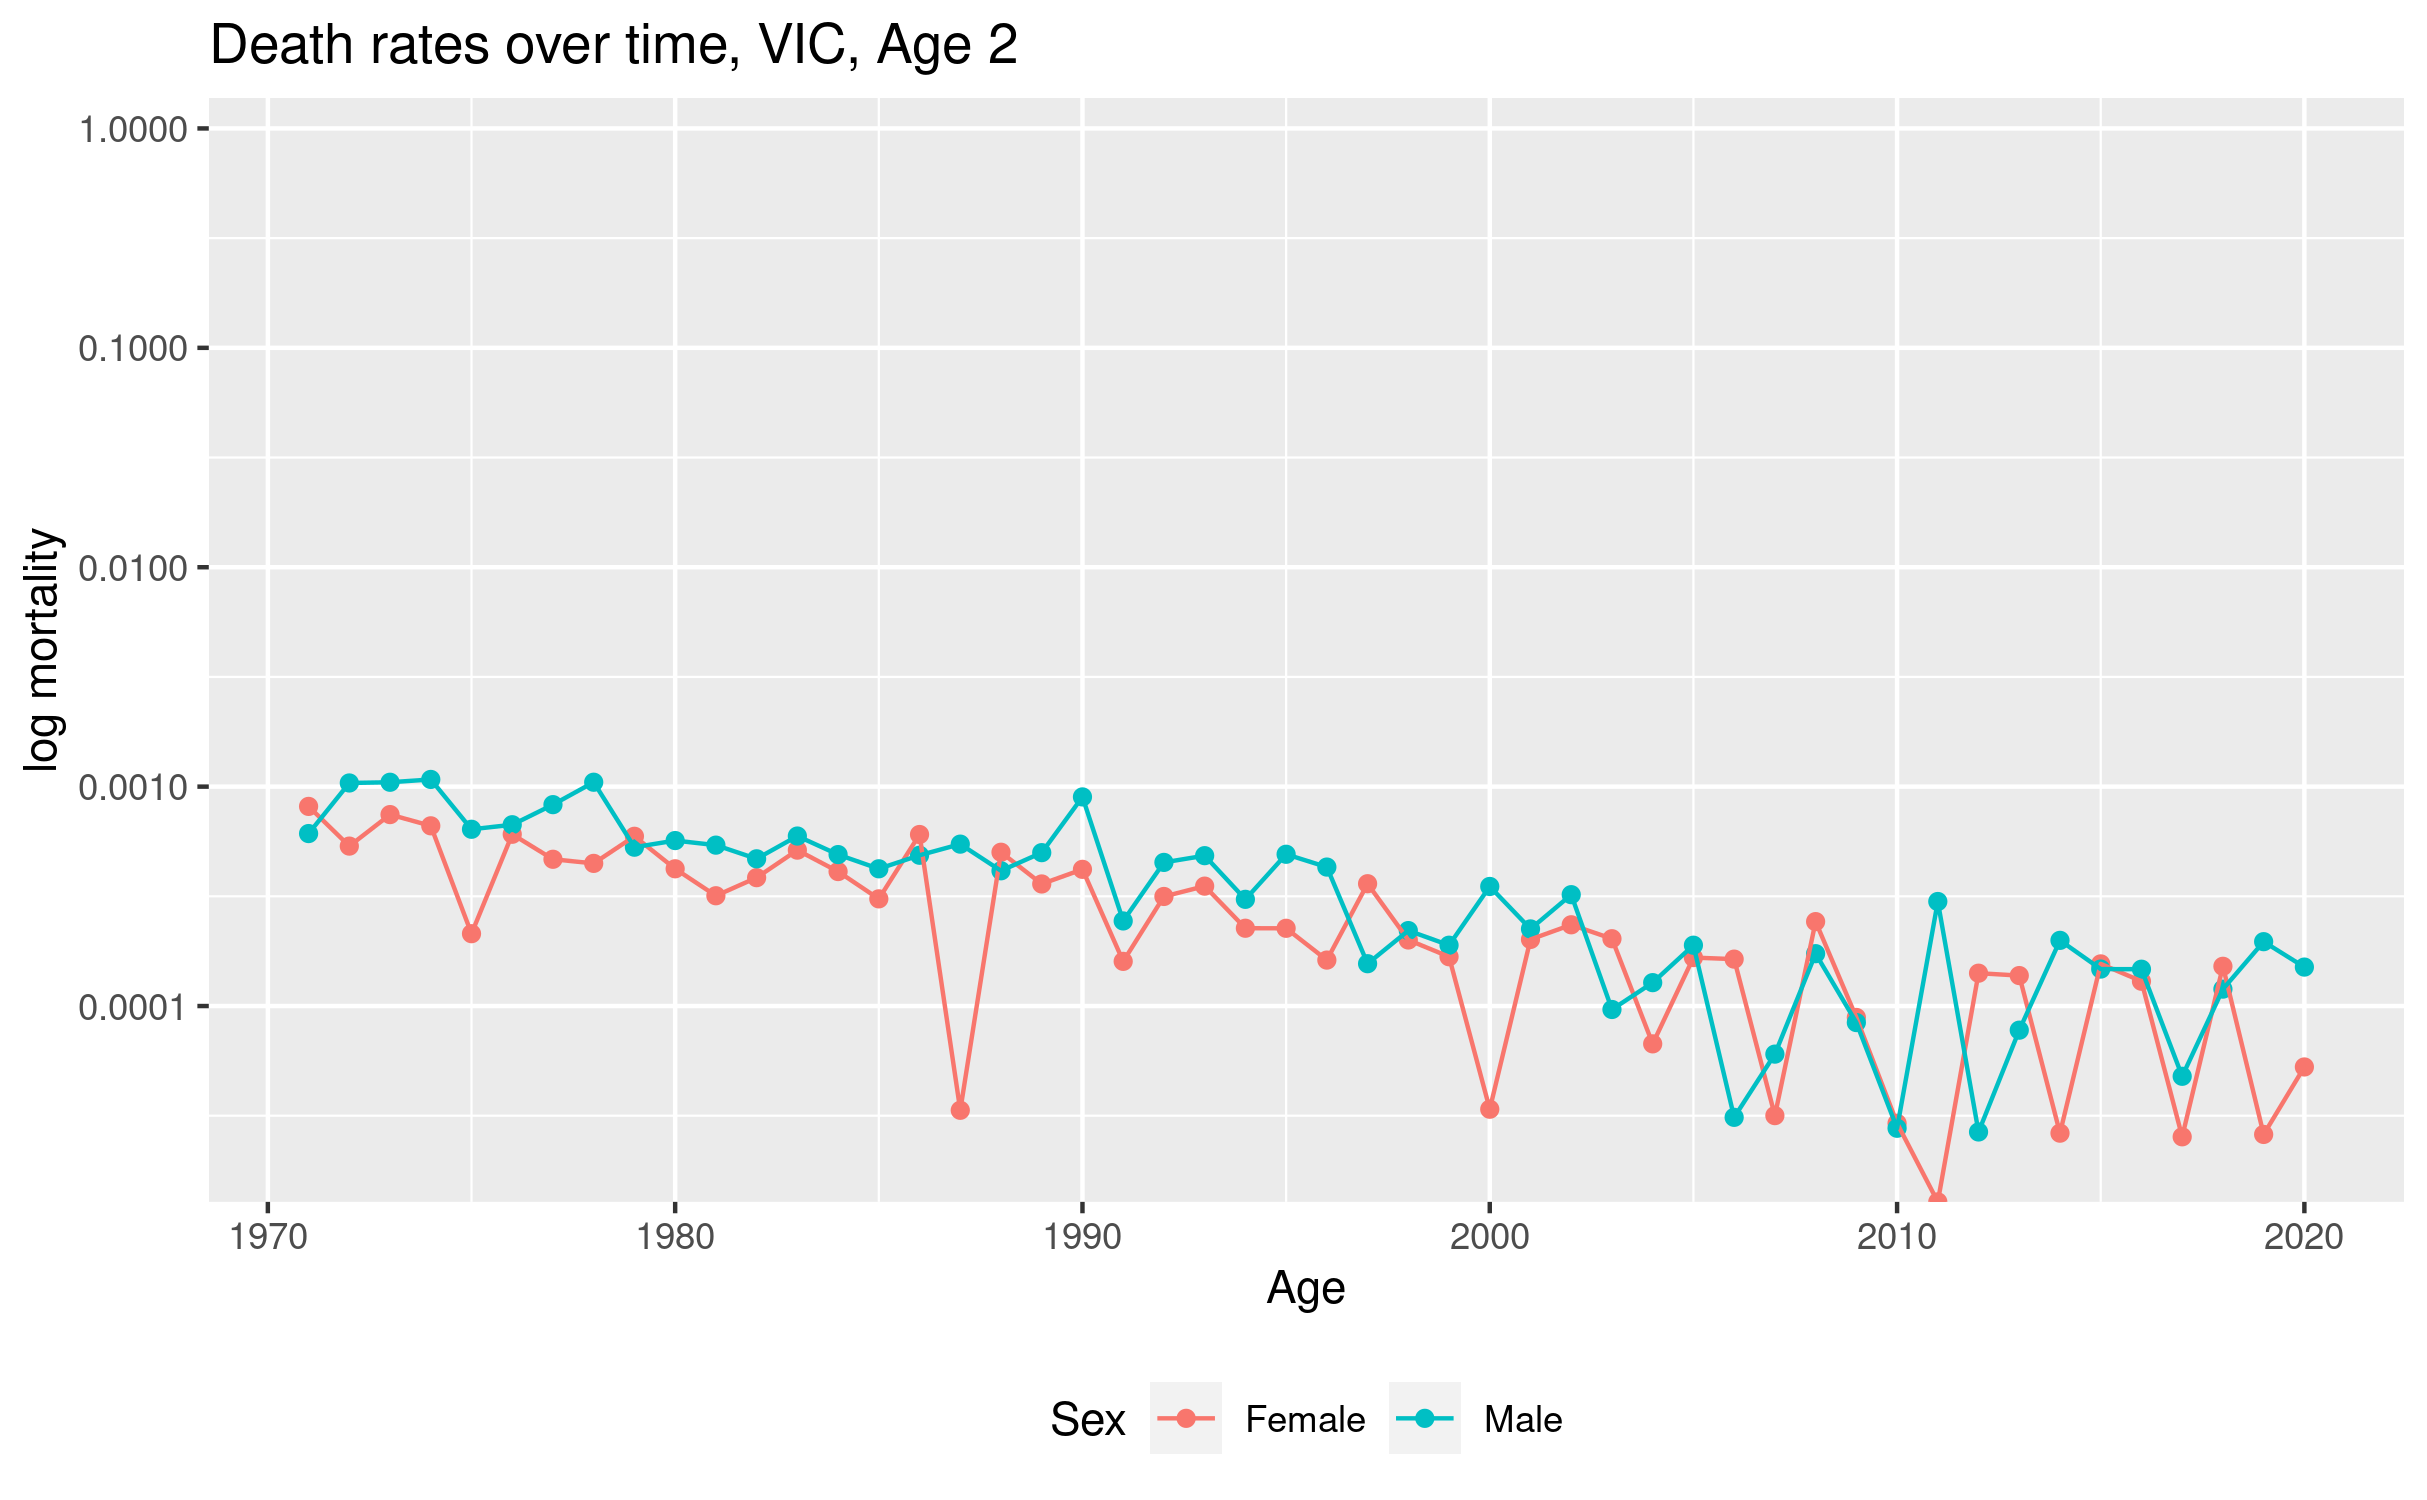 Death rates over time, VIC, Age 2
1.0000
0.1000
0.0100
0.0010
0.0001
log mortality
1970 1980 1990 2000 2010 2020
Age
Sex Female Male